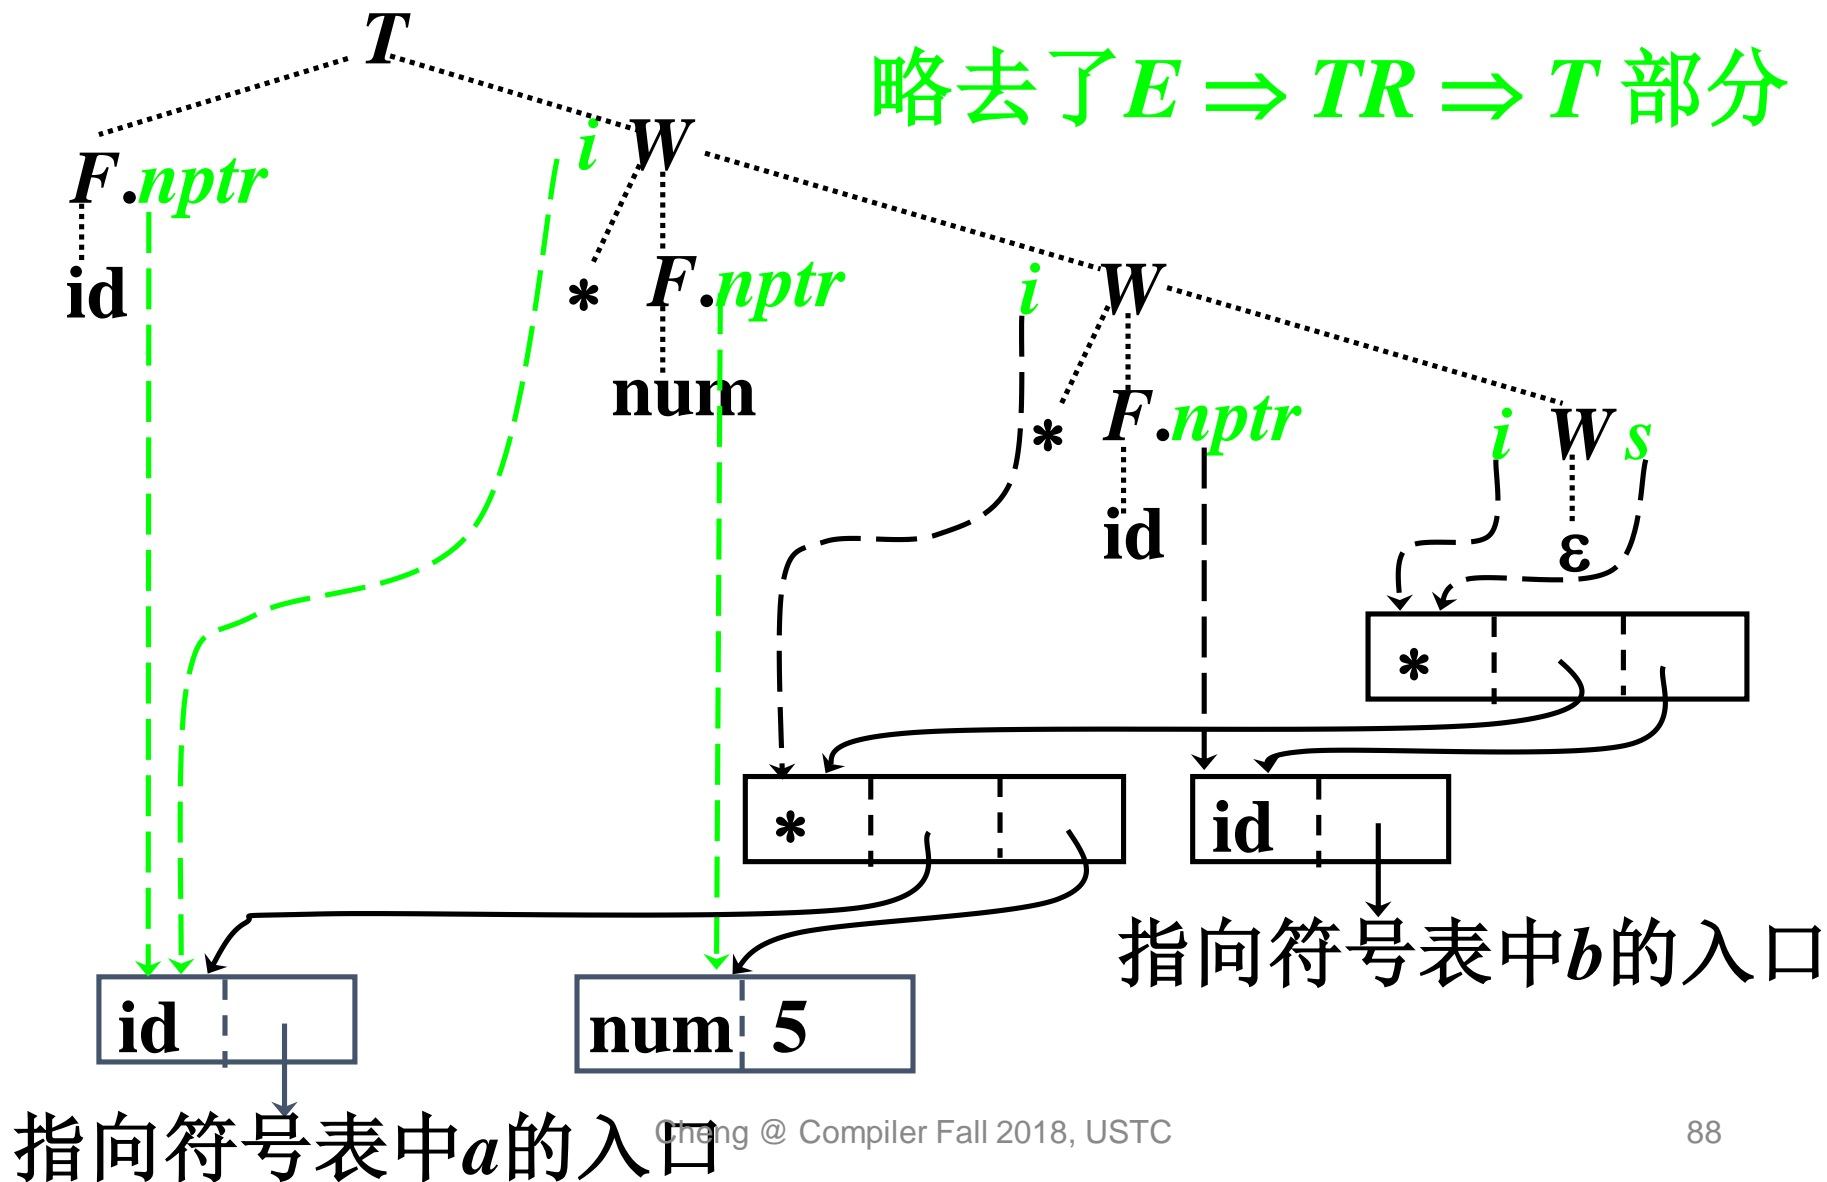 T
略去了E ⇒ TR ⇒ T 部分
i W
F.nptr
id
* F.nptr
i W
num
* F.nptr
i W s
id
ε
*
* id
指向符号表中b的入口
id num 5
指向符号表中a的入口
Cheng @ Compiler Fall 2018, USTC 88